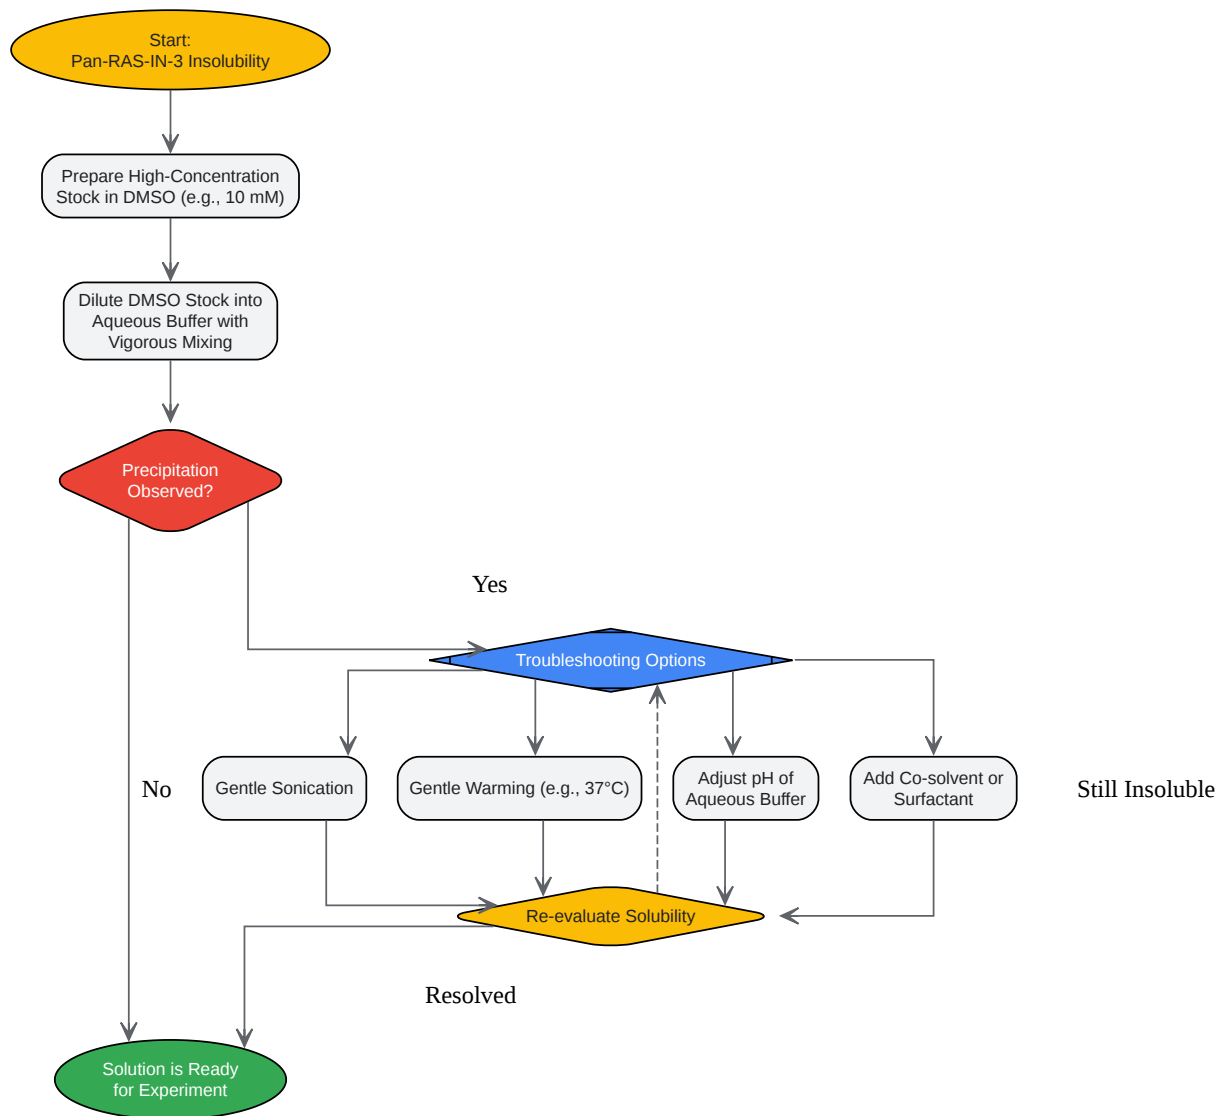 Start:
Pan-RAS-IN-3 Insolubility
Prepare High-Concentration
Stock in DMSO (e.g., 10 mM)
Dilute DMSO Stock into
Aqueous Buffer with
Vigorous Mixing
Precipitation
Observed?
Yes
Troubleshooting Options
No
Gentle Sonication
Gentle Warming (e.g., 37°C)
Adjust pH of
Aqueous Buffer
Add Co-solvent or
Surfactant
Still Insoluble
Re-evaluate Solubility
Resolved
Solution is Ready
for Experiment